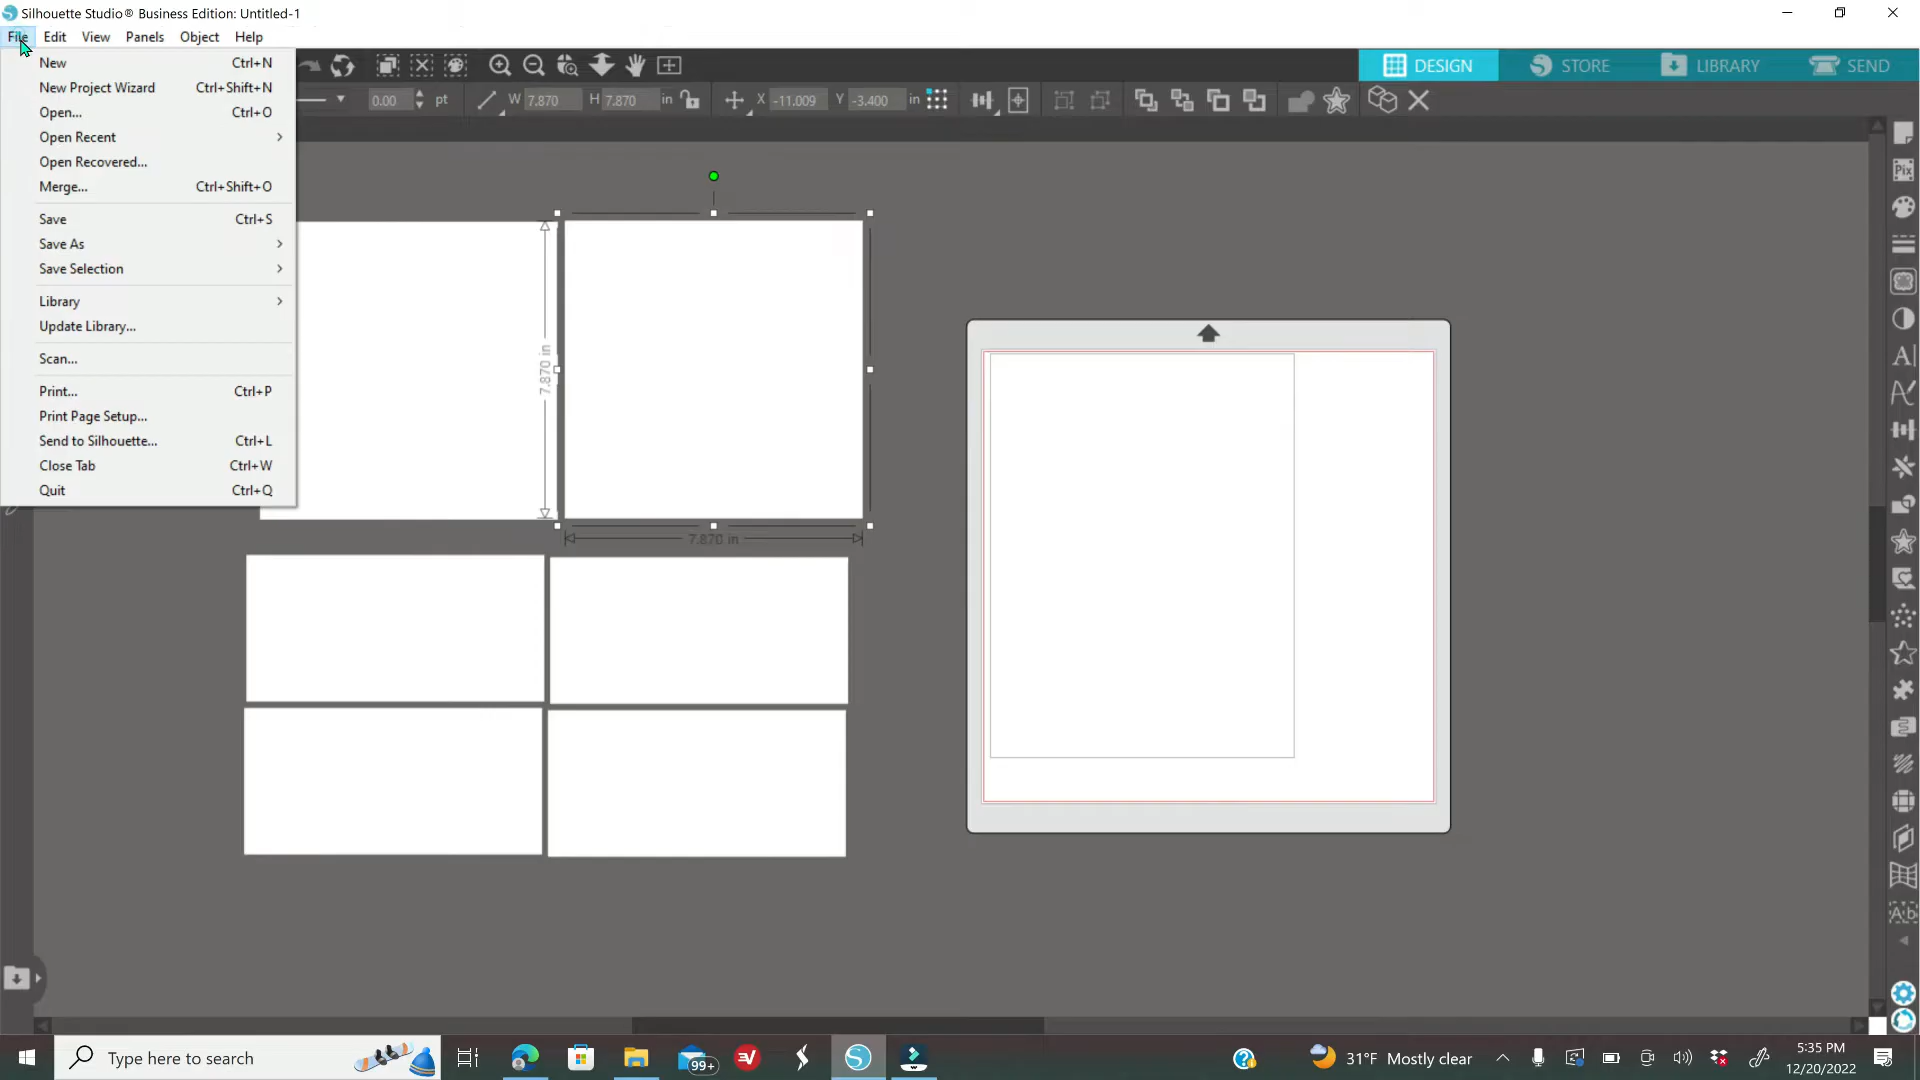 Silhouette Studio® Business Edition: Untitled-1
File Edit View Panels Object Help
New Ctrl+N
New Project Wizard Ctrl+Shift+N
Open... Ctrl+O
Open Recent
Open Recovered...
Merge... Ctrl+Shift+O
Save Ctrl+S
Save As
Save Selection
Library
Update Library...
Scan...
Print... Ctrl+P
Print Page Setup...
Send to Silhouette... Ctrl+L
Close Tab Ctrl+W
Quit Ctrl+Q
DESIGN STORE LIBRARY SEND
0.00 pt W 7.870 H 7.870 in X -11.009 Y -3.400 in
Pix
7.870 in
7.870 in
Type here to search
99+
31°F Mostly clear
5:35 PM
12/20/2022